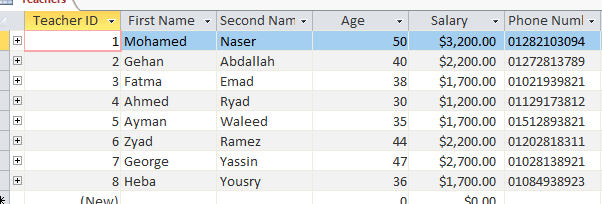 Teachers
Teacher ID First Name Second Nam Age Salary Phone Numl
1 Mohamed Naser 50 $3,200.00 01282103094
2 Gehan Abdallah 40 $2,200.00 01272813789
3 Fatma Emad 38 $1,700.00 01021939821
4 Ahmed Ryad 30 $1,200.00 01129173812
5 Ayman Waleed 35 $1,700.00 01512893821
6 Zyad Ramez 44 $2,200.00 01202818311
7 George Yassin 47 $2,700.00 01028138921
8 Heba Yousry 36 $1,700.00 01084938923
(New) 0 $0.00